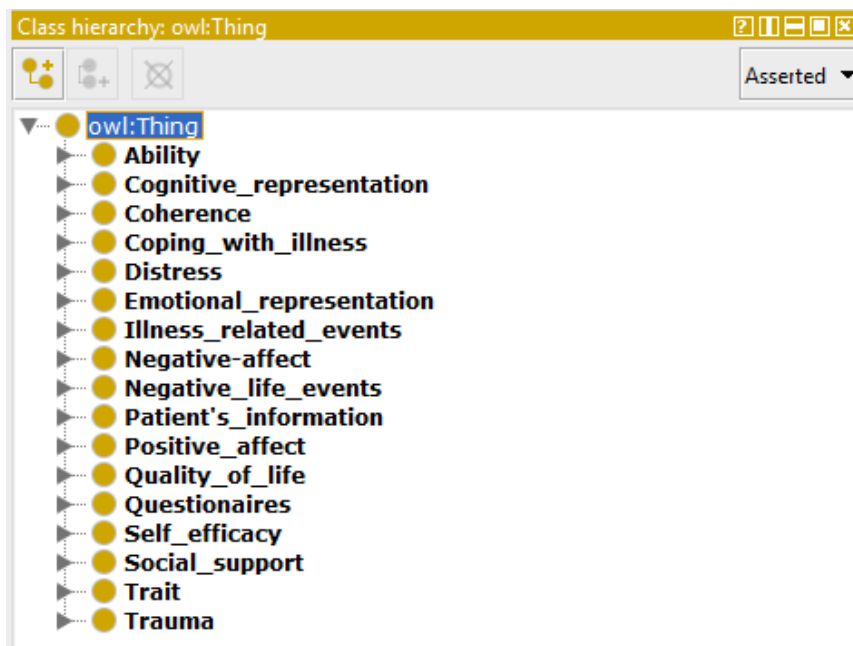 Class hierarchy: owl:Thing
Asserted
owl:Thing
Ability
Cognitive_representation
Coherence
Coping_with_illness
Distress
Emotional_representation
Illness_related_events
Negative-affect
Negative_life_events
Patient's_information
Positive_affect
Quality_of_life
Questionaires
Self_efficacy
Social_support
Trait
Trauma